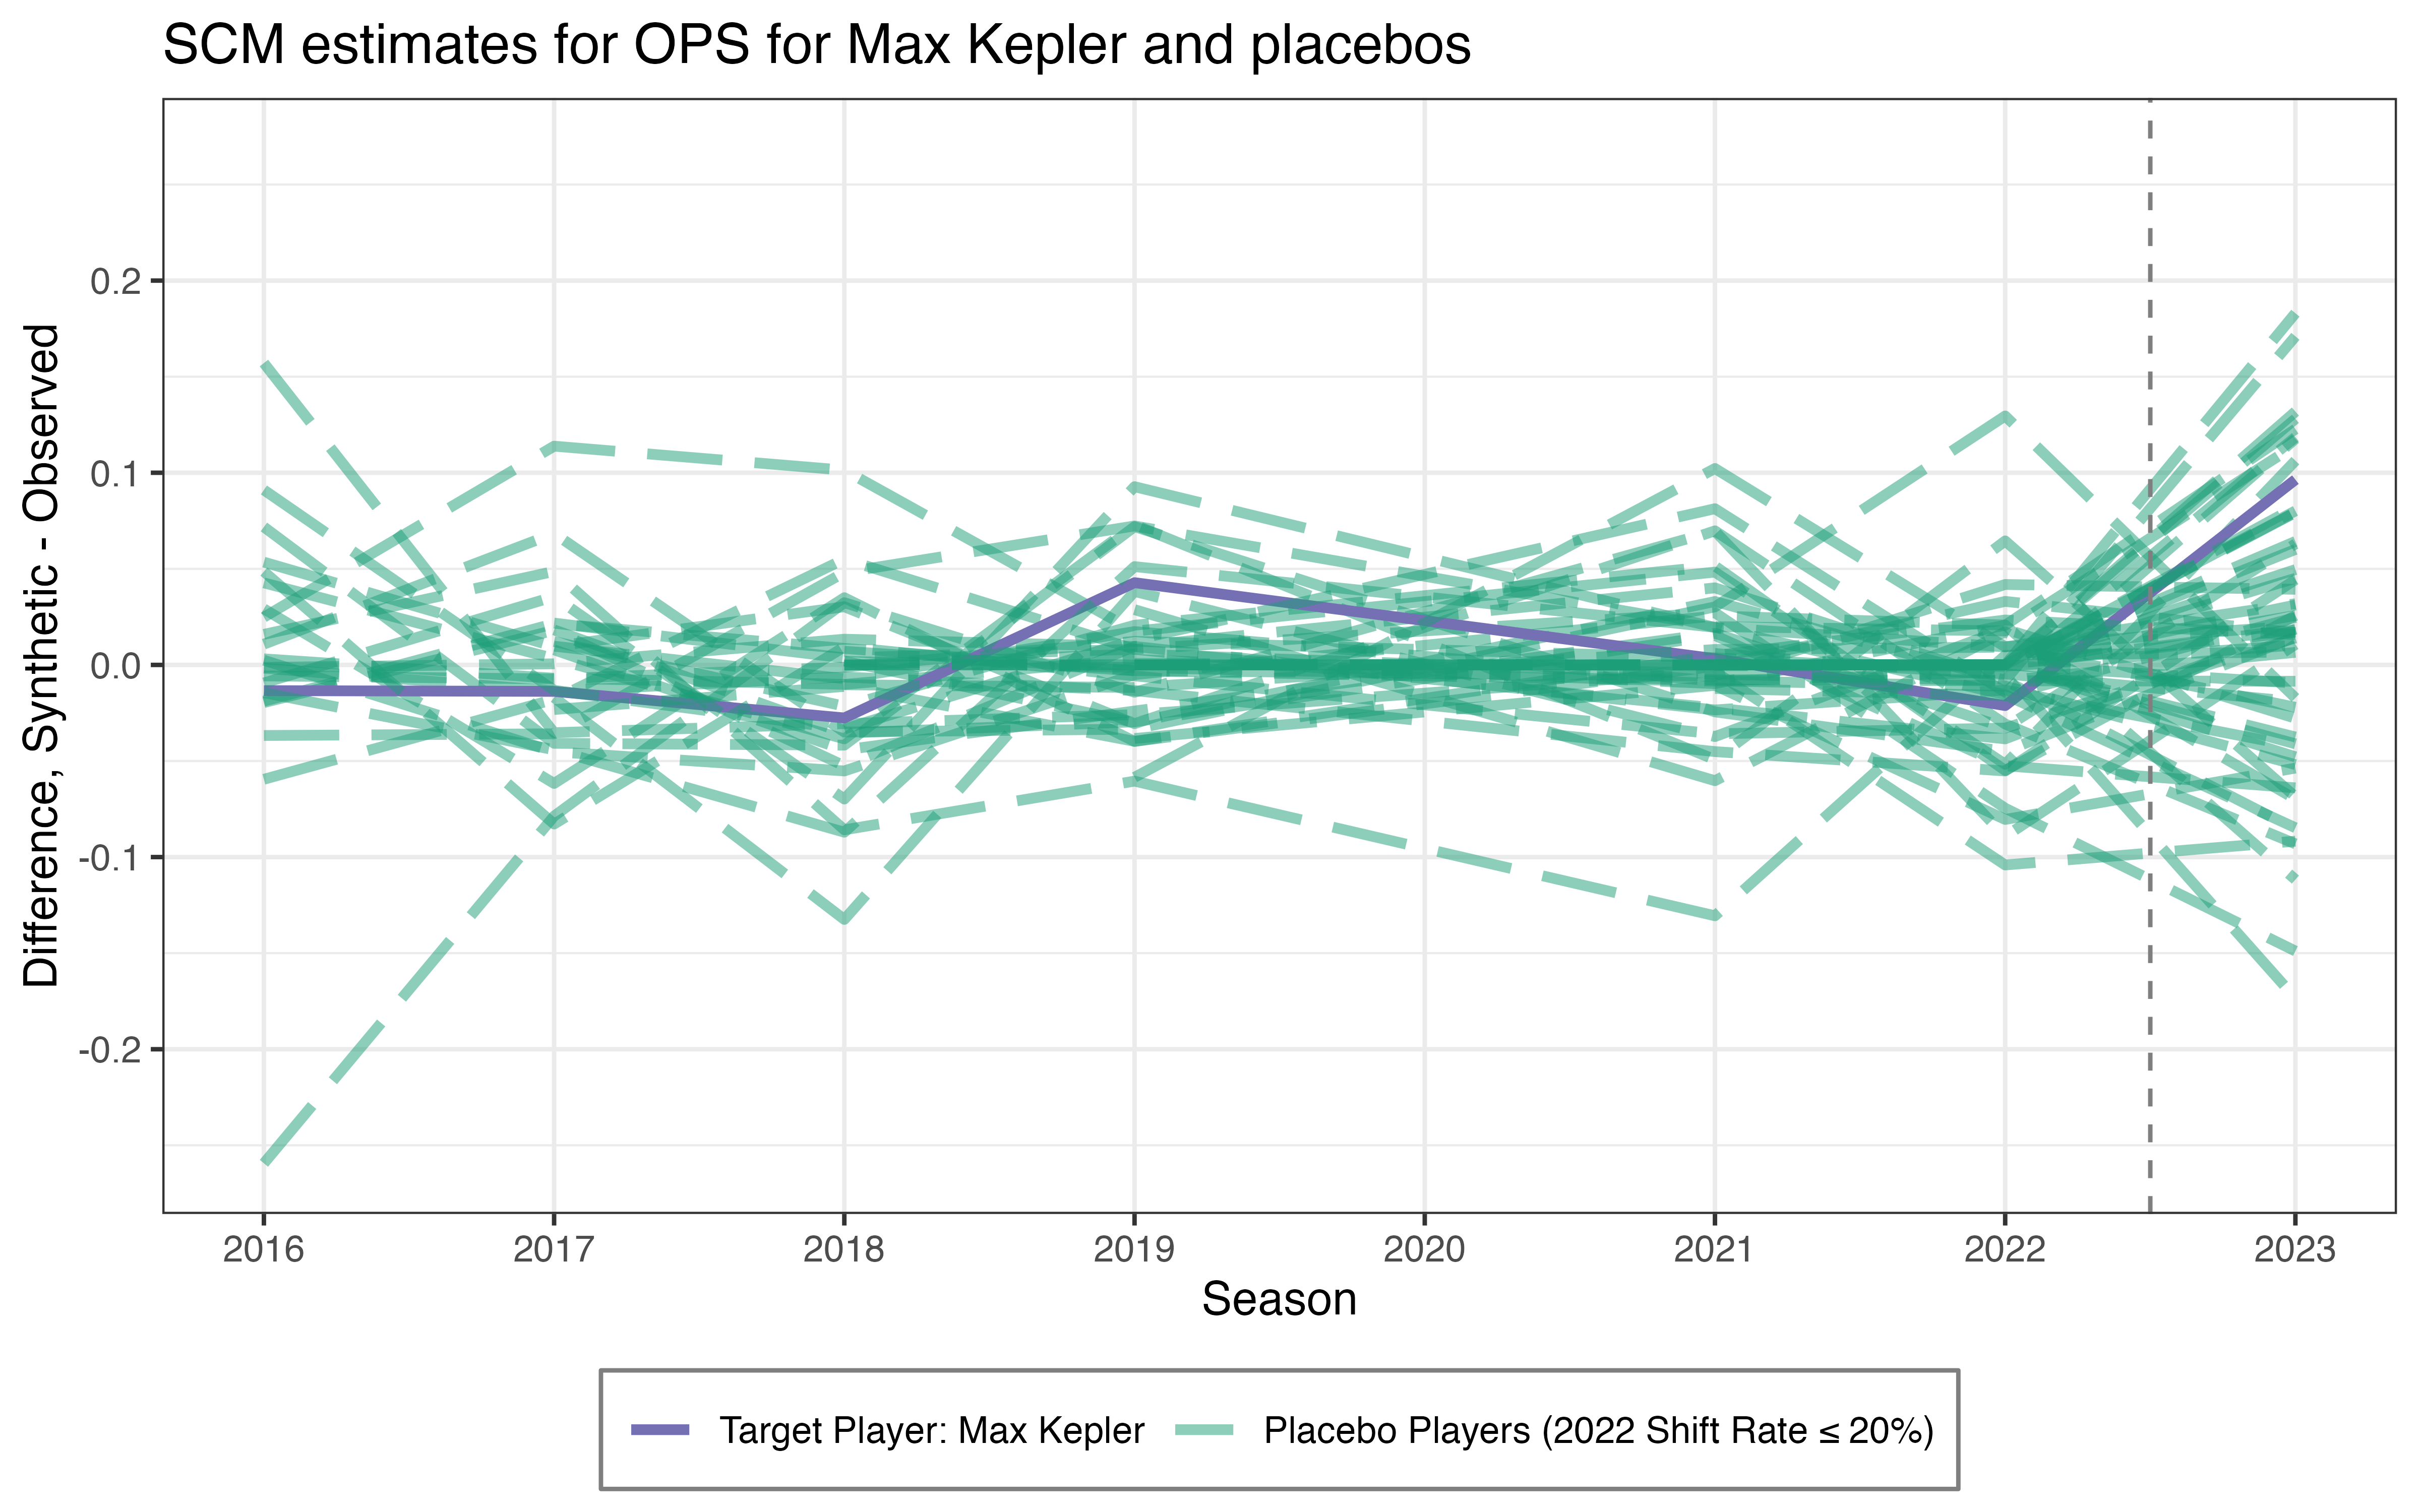 SCM estimates for OPS for Max Kepler and placebos
Difference, Synthetic - Observed
0.2
0.1
0.0
-0.1
-0.2
2016 2017 2018 2019 2020 2021 2022 2023
Season
Target Player: Max Kepler Placebo Players (2022 Shift Rate ≤ 20%)